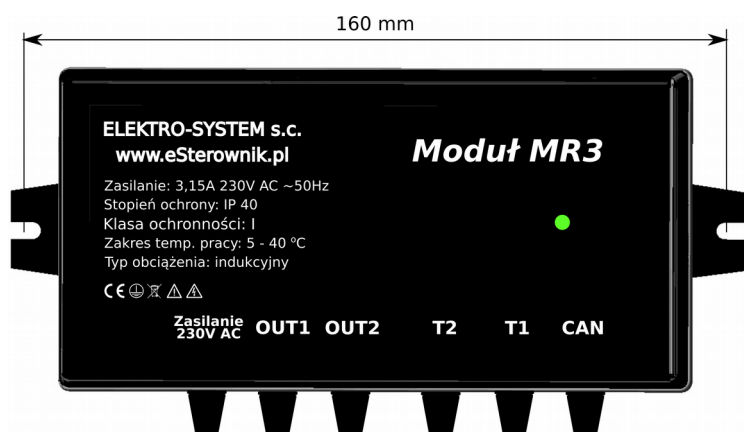 160 mm
ELEKTRO-SYSTEM s.c.
www.eSterownik.pl
Moduł MR3
Zasilanie: 3,15A 230V AC ~50Hz
Stopień ochrony: IP 40
Klasa ochronności: I
Zakres temp. pracy: 5 - 40 ºC
Typ obciążenia: indukcyjny
CE
Zasilanie
230V AC
OUT1
OUT2
T2
T1
CAN